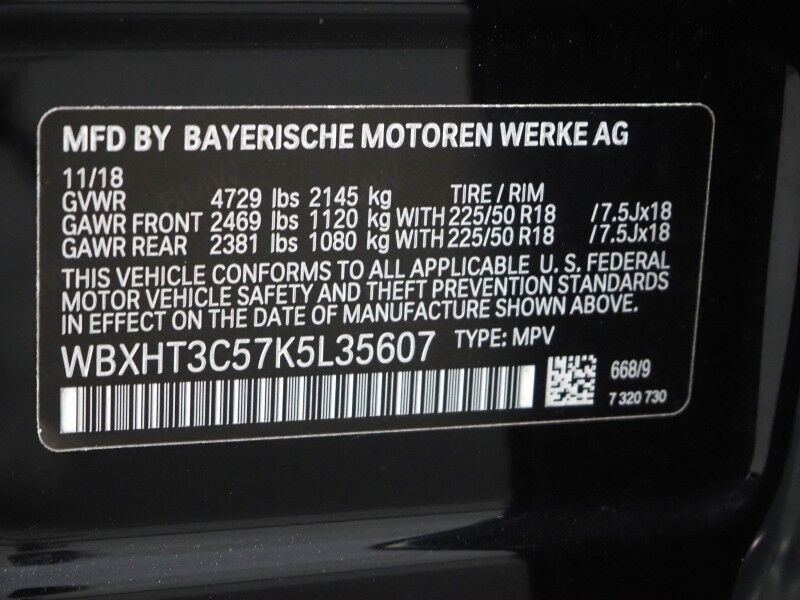 MFD BY BAYERISCHE MOTOREN WERKE AG
11/18
GVWR 4729 lbs 2145 kg TIRE / RIM
GAWR FRONT 2469 lbs 1120 kg WITH 225/50 R18 /7.5Jx18
GAWR REAR 2381 lbs 1080 kg WITH 225/50 R18 /7.5Jx18
THIS VEHICLE CONFORMS TO ALL APPLICABLE U. S. FEDERAL
MOTOR VEHICLE SAFETY AND THEFT PREVENTION STANDARDS
IN EFFECT ON THE DATE OF MANUFACTURE SHOWN ABOVE.
WBXHT3C57K5L35607 TYPE: MPV
668/9
7 320 730